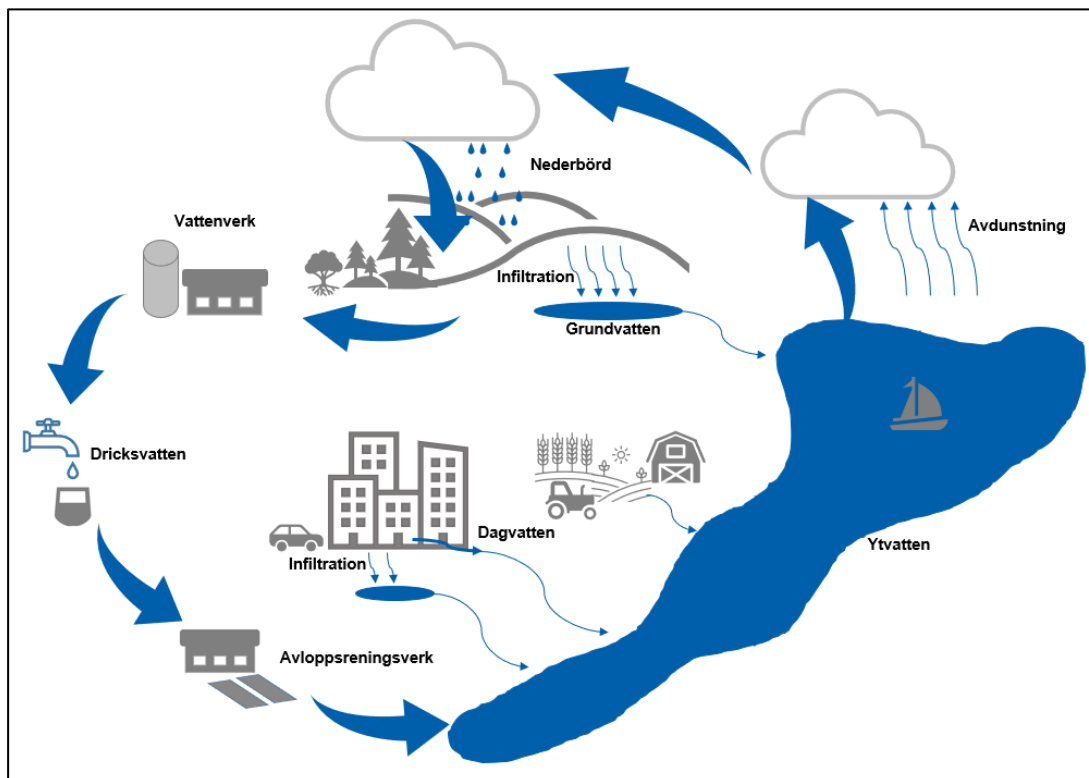 Nederbörd
Vattenverk
Avdunstning
Infiltration
Grundvatten
Dricksvatten
Dagvatten
Ytvatten
Infiltration
Avloppsreningsverk